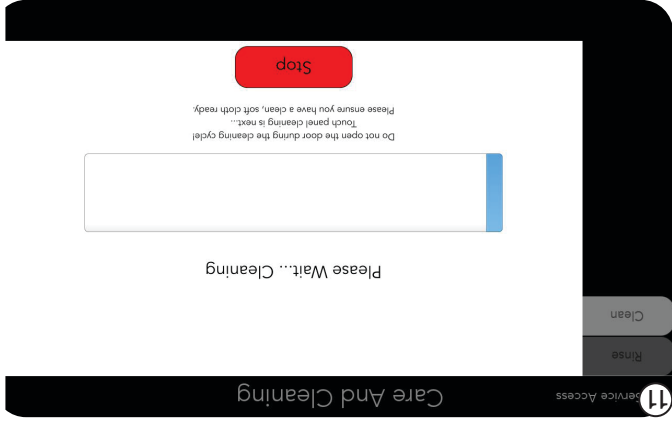 11
Service Access
Care And Cleaning
Rinse
Clean
Please Wait... Cleaning
Do not open the door during the cleaning cycle!
Touch panel cleaning is next...
Please ensure you have a clean, soft cloth ready.
Stop